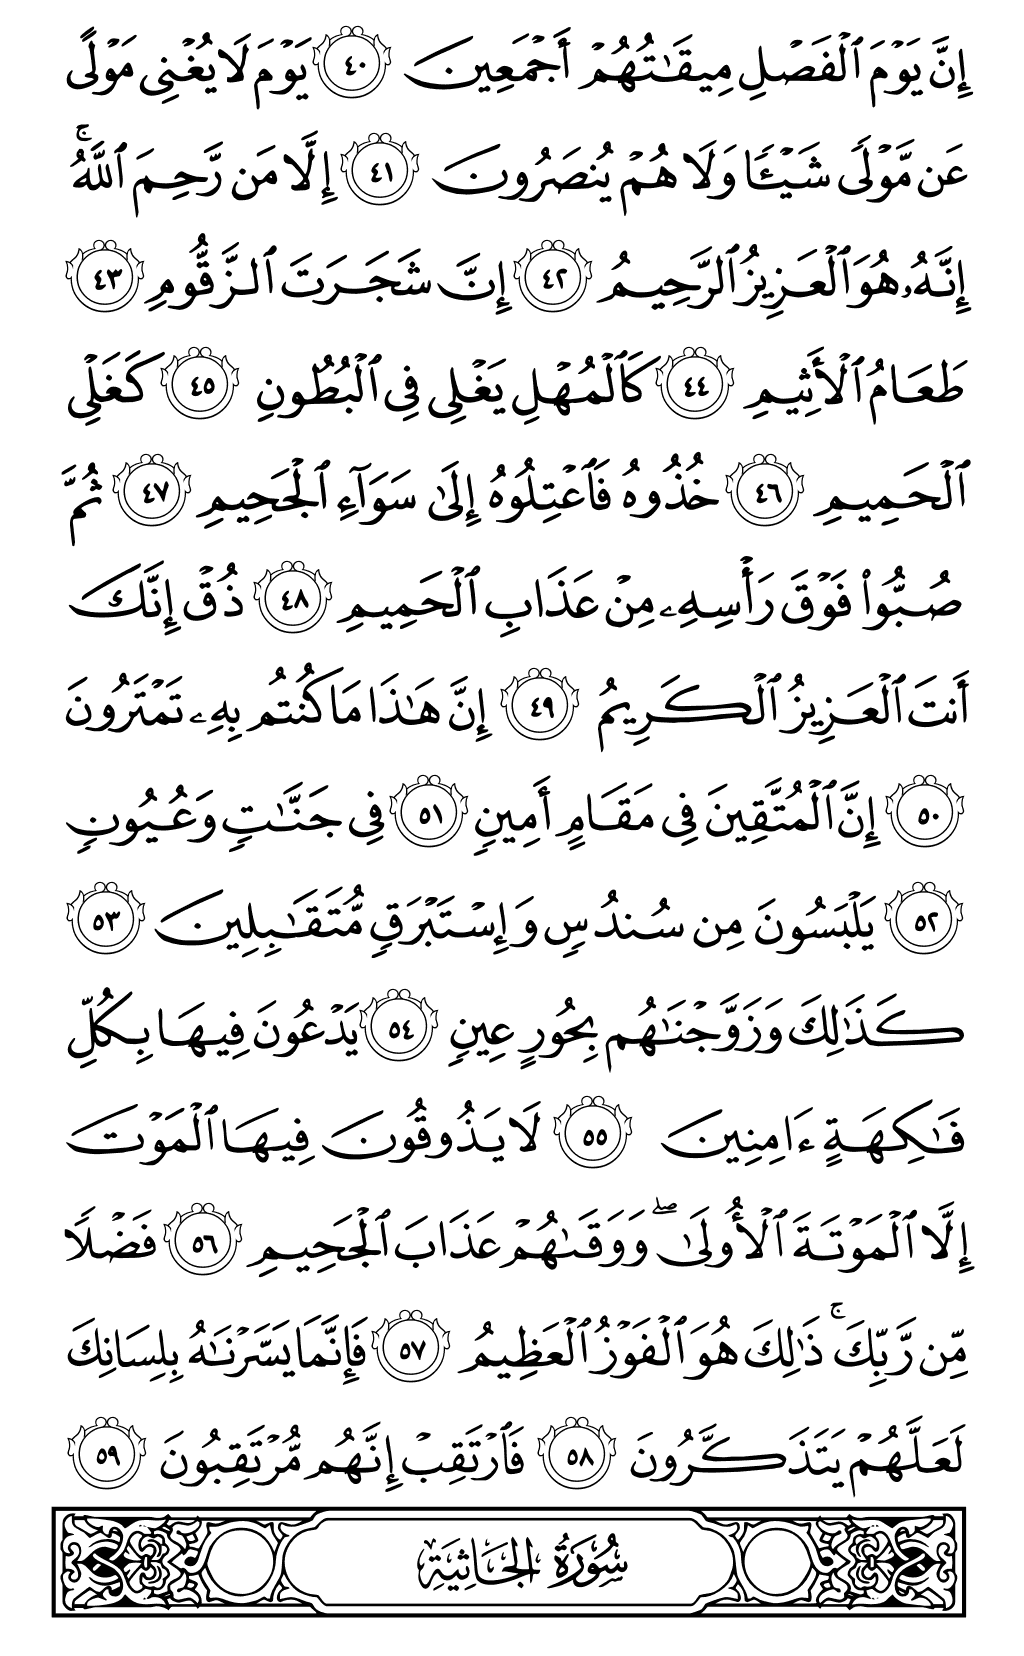 إِنَّ يَوْمَ ٱلْفَصْلِ مِيقَـٰتُهُمْ أَجْمَعِينَ ٤٠ يَوْمَ لَا يُغْنِى مَوْلًى
عَن مَّوْلًى شَيْـًٔا وَلَا هُمْ يُنصَرُونَ ٤١ إِلَّا مَن رَّحِمَ ٱللَّهُ ۚ
إِنَّهُۥ هُوَ ٱلْعَزِيزُ ٱلرَّحِيمُ ٤٢ إِنَّ شَجَرَتَ ٱلزَّقُّومِ ٤٣
طَعَامُ ٱلْأَثِيمِ ٤٤ كَٱلْمُهْلِ يَغْلِى فِى ٱلْبُطُونِ ٤٥ كَغَلْىِ
ٱلْحَمِيمِ ٤٦ خُذُوهُ فَٱعْتِلُوهُ إِلَىٰ سَوَآءِ ٱلْجَحِيمِ ٤٧ ثُمَّ
صُبُّوا۟ فَوْقَ رَأْسِهِۦ مِنْ عَذَابِ ٱلْحَمِيمِ ٤٨ ذُقْ إِنَّكَ
أَنتَ ٱلْعَزِيزُ ٱلْكَرِيمُ ٤٩ إِنَّ هَـٰذَا مَا كُنتُم بِهِۦ تَمْتَرُونَ
٥٠ إِنَّ ٱلْمُتَّقِينَ فِى مَقَامٍ أَمِينٍ ٥١ فِى جَنَّـٰتٍ وَعُيُونٍ
٥٢ يَلْبَسُونَ مِن سُندُسٍ وَإِسْتَبْرَقٍ مُّتَقَـٰبِلِينَ ٥٣
كَذَٰلِكَ وَزَوَّجْنَـٰهُم بِحُورٍ عِينٍ ٥٤ يَدْعُونَ فِيهَا بِكُلِّ
فَـٰكِهَةٍ ءَامِنِينَ ٥٥ لَا يَذُوقُونَ فِيهَا ٱلْمَوْتَ
إِلَّا ٱلْمَوْتَةَ ٱلْأُولَىٰ ۖ وَوَقَىٰهُمْ عَذَابَ ٱلْجَحِيمِ ٥٦ فَضْلًا
مِّن رَّبِّكَ ۚ ذَٰلِكَ هُوَ ٱلْفَوْزُ ٱلْعَظِيمُ ٥٧ فَإِنَّمَا يَسَّرْنَـٰهُ بِلِسَانِكَ
لَعَلَّهُمْ يَتَذَكَّرُونَ ٥٨ فَٱرْتَقِبْ إِنَّهُم مُّرْتَقِبُونَ ٥٩
سُورَةُ الجَاثِيَةِ